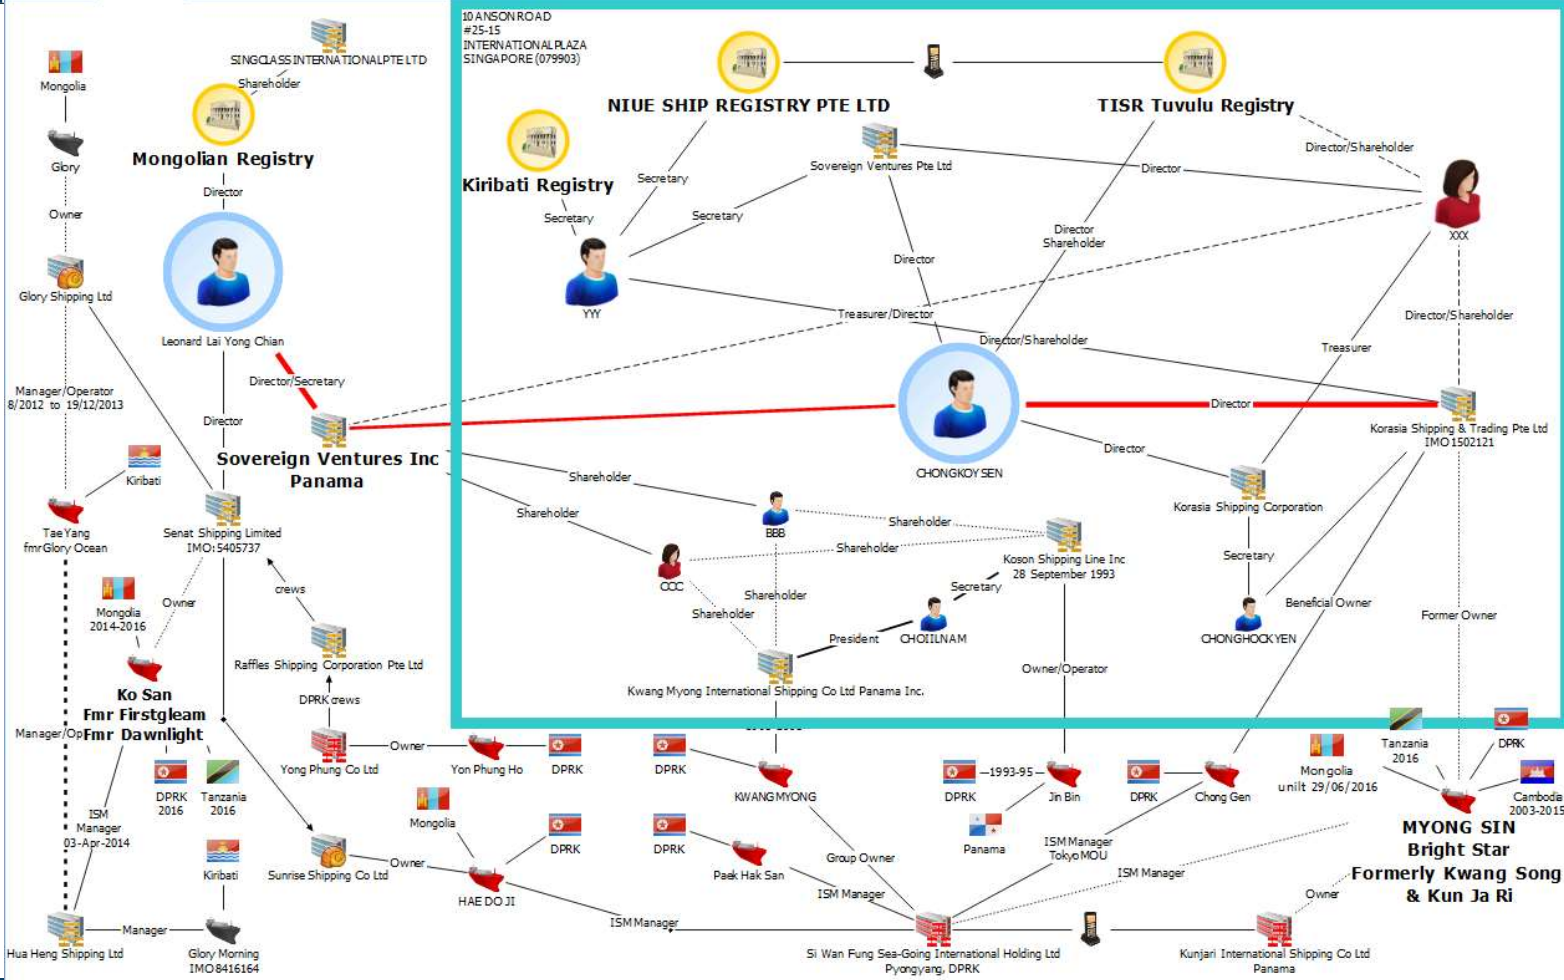 10 ANSON ROAD
#25-15
INTERNATIONAL PLAZA
SINGAPORE (079903)
SINGCLASS INTERNATIONAL PTE LTD
Shareholder
Mongolia
Glory
Owner
Glory Shipping Ltd
Manager/Operator
8/2012 to 19/12/2013
Kiribati
Tae Yang
fmr Glory Ocean
Mongolian Registry
Director
Leonard Lai Yong Chian
Director/Secretary
Director
Sovereign Ventures Inc
Panama
Senat Shipping Limited
IMO:5405737
crews
Owner
Mongolia
2014-2016
Raffles Shipping Corporation Pte Ltd
DPRK crews
Ko San
Fmr Firstgleam
Fmr Dawnlight
Manager/Op
Yong Phung Co Ltd
Owner
Yon Phung Ho
DPRK
DPRK
2016
Tanzania
2016
ISM
Manager
03-Apr-2014
Mongolia
DPRK
Kiribati
Sunrise Shipping Co Ltd
Owner
HAE DO JI
ISM Manager
Hua Heng Shipping Ltd
Manager
Glory Morning
IMO 8416164
NIUE SHIP REGISTRY PTE LTD
TISR Tuvulu Registry
Kiribati Registry
Secretary
Secretary
Secretary
Sovereign Ventures Pte Ltd
Director
Director/Shareholder
XXX
YYY
Director
Director
Shareholder
Treasurer/Director
Director/Shareholder
Director/Shareholder
Treasurer
CHONGKOY SEN
Director
Korasia Shipping & Trading Pte Ltd
IMO 1502121
Director
Korasia Shipping Corporation
Shareholder
Shareholder
BBB
CCC
Shareholder
Shareholder
Koson Shipping Line Inc
28 September 1993
Secretary
Shareholder
Shareholder
President
CHOIILNAM
Secretary
CHONGHOCKYEN
Beneficial Owner
Former Owner
Owner/Operator
Kwang Myong International Shipping Co Ltd Panama Inc.
DPRK
KWANGMYONG
DPRK
1993-95
Jin Bin
Panama
DPRK
Chong Gen
Mongolia
unilt 29/06/2016
Tanzania
2016
DPRK
Cambodia
2003-2015
MYONG SIN
Bright Star
Formerly Kwang Song
& Kun Ja Ri
DPRK
Paek Hak San
Group Owner
ISM Manager
ISM Manager
Tokyo MOU
ISM Manager
Owner
Si Wan Fung Sea-Going International Holding Ltd
Pyongyang, DPRK
Kunjari International Shipping Co Ltd
Panama